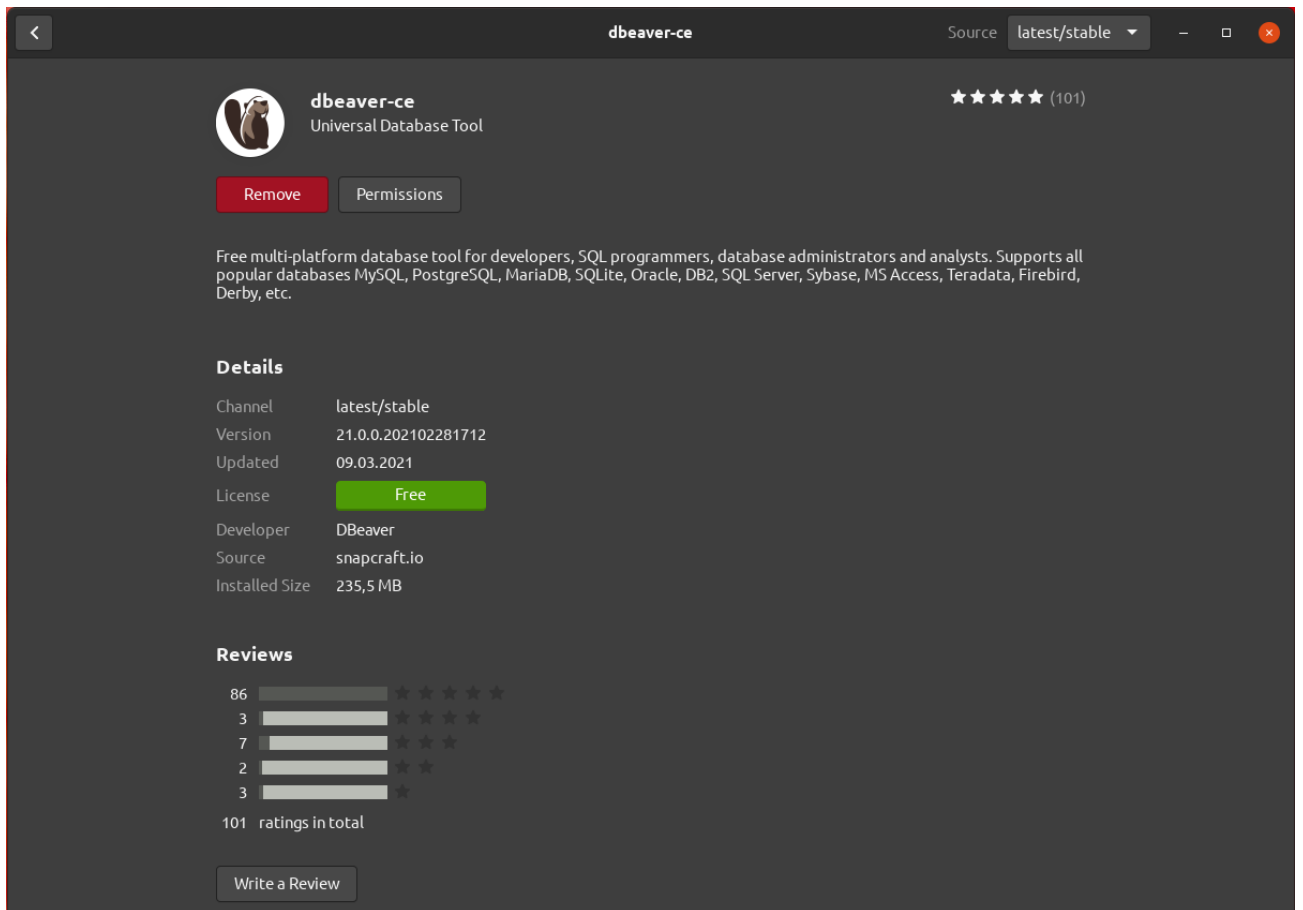 dbeaver-ce
Source latest/stable
dbeaver-ce
(101)
Universal Database Tool
Remove Permissions
Free multi-platform database tool for developers, SQL programmers, database administrators and analysts. Supports all
popular databases MySQL, PostgreSQL, MariaDB, SQLite, Oracle, DB2, SQL Server, Sybase, MS Access, Teradata, Firebird,
Derby, etc.
Details
Channel latest/stable
Version 21.0.0.202102281712
Updated 09.03.2021
License Free
Developer DBeaver
Source snapcraft.io
Installed Size 235,5 MB
Reviews
86
3
7
2
3
101 ratings in total
Write a Review